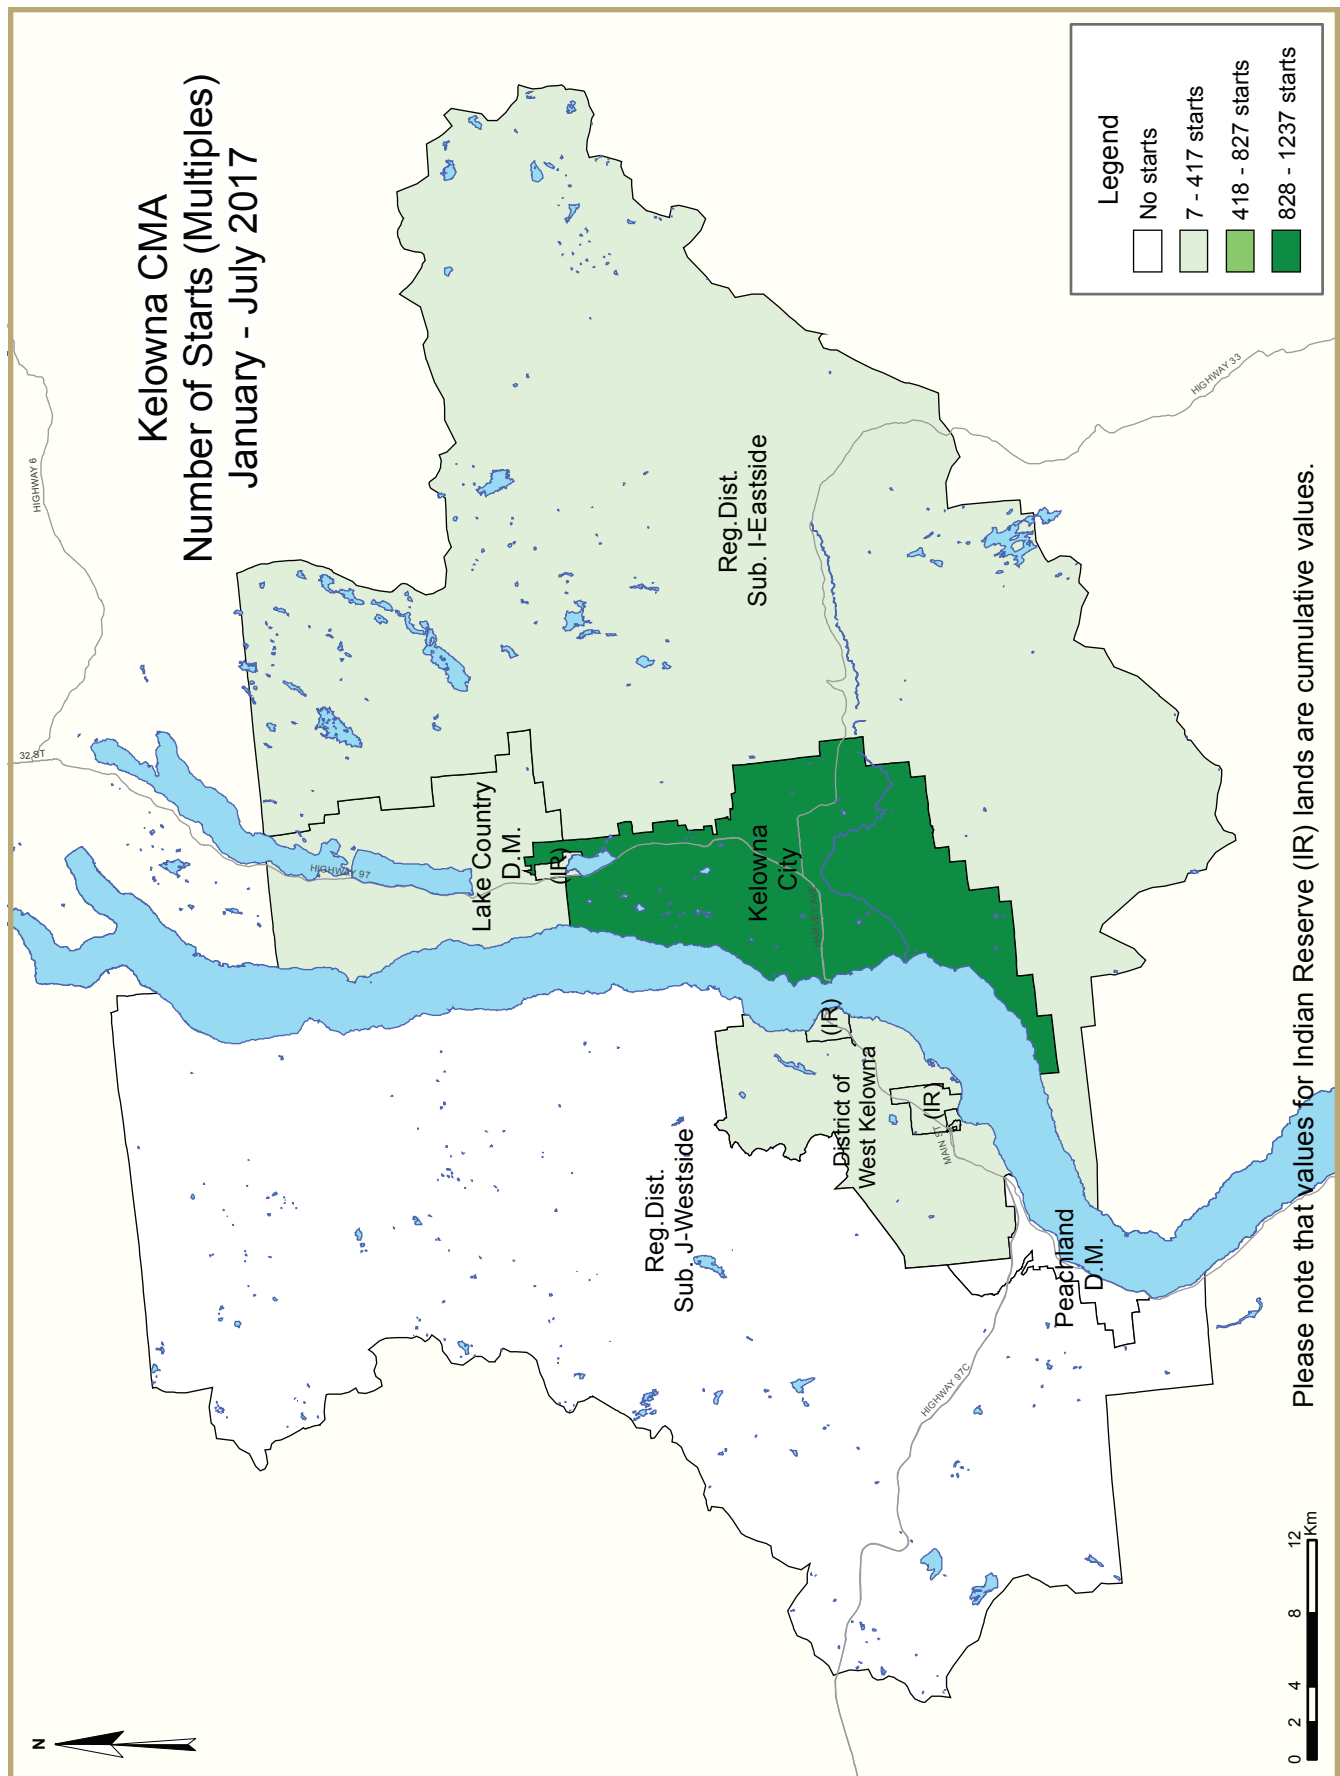 Kelowna CMA
Number of Starts (Multiples)
January - July 2017
N
HIGHWAY 6
32 ST
HIGHWAY 97
Lake Country
D.M.
(IR)
Kelowna
City
Reg.Dist.
Sub. I-Eastside
HIGHWAY 33
(IR)
District of
West Kelowna
(IR)
MAIN ST
Reg.Dist.
Sub. J-Westside
Peachland
D.M.
HIGHWAY 97C
Legend
No starts
7 - 417 starts
418 - 827 starts
828 - 1237 starts
0 2 4 8 12
Km
Please note that values for Indian Reserve (IR) lands are cumulative values.